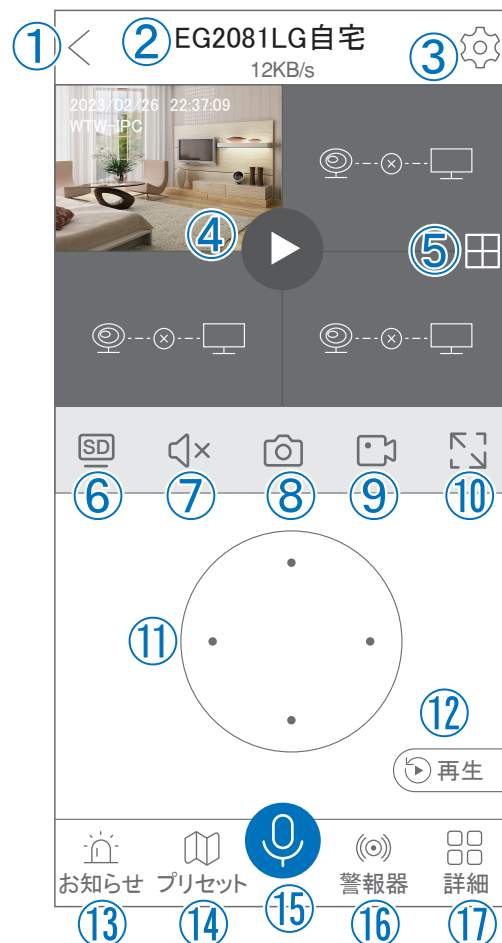 ① ② EG2081LG自宅 ③
12KB/s
2023/02/26 22:37:09
WTW-IPC
④
⑤
SD
⑥ ⑦ ⑧ ⑨ ⑩
⑪
⑫
再生
お知らせ プリセット 警報器 詳細
⑬ ⑭ ⑮ ⑯ ⑰